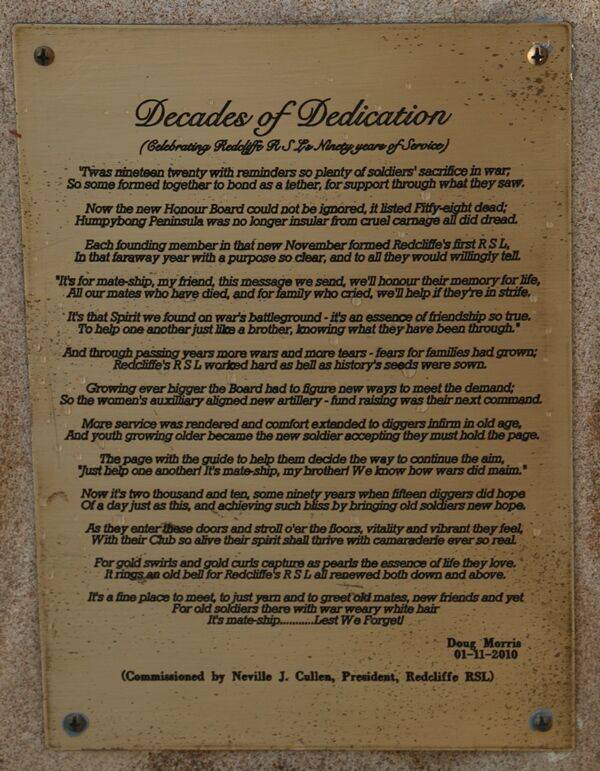 Decades of Dedication
(Celebrating Redcliffe R S Ls Ninety years of Service)
'Twas nineteen twenty with reminders so plenty of soldiers' sacrifice in war;
So some formed together to bond as a tether, for support through what they saw.
Now the new Honour Board could not be ignored, it listed Fitfy-eight dead;
Humpybong Peninsula was no longer insular from cruel carnage all did dread.
Each founding member in that new November formed Redcliffe's first R S L,
In that faraway year with a purpose so clear, and to all they would willingly tell.
"It's for mate-ship, my friend, this message we send, we'll honour their memory for life,
All our mates who have died, and for family who cried, we'll help if they're in strife.
It's that Spirit we found on war's battleground - it's an essence of friendship so true.
To help one another just like a brother, knowing what they have been through."
And through passing years more wars and more tears - fears for families had grown;
Redcliffe's R S L worked hard as hell as history's seeds were sown.
Growing ever bigger the Board had to figure new ways to meet the demand;
So the women's auxilliary aligned new artillery - fund raising was their next command.
More service was rendered and comfort extended to diggers infirm in old age,
And youth growing older became the new soldier accepting they must hold the page.
The page with the guide to help them decide the way to continue the aim,
"Just help one another! It's mate-ship, my brother! We know how wars did maim."
Now it's two thousand and ten, some ninety years when fifteen diggers did hope
Of a day just as this, and achieving such bliss by bringing old soldiers new hope.
As they enter these doors and stroll o'er the floors, vitality and vibrant they feel,
With their Club so alive their spirit shall thrive with camaraderie ever so real.
For gold swirls and gold curls capture as pearls the essence of life they love.
It rings an old bell for Redcliffe's R S L all renewed both down and above.
It's a fine place to meet, to just yarn and to greet old mates, new friends and yet
For old soldiers there with war weary white hair
It's mate-ship...........Lest We Forget!
Doug Morris
01-11-2010
(Commissioned by Neville J. Cullen, President, Redcliffe RSL)